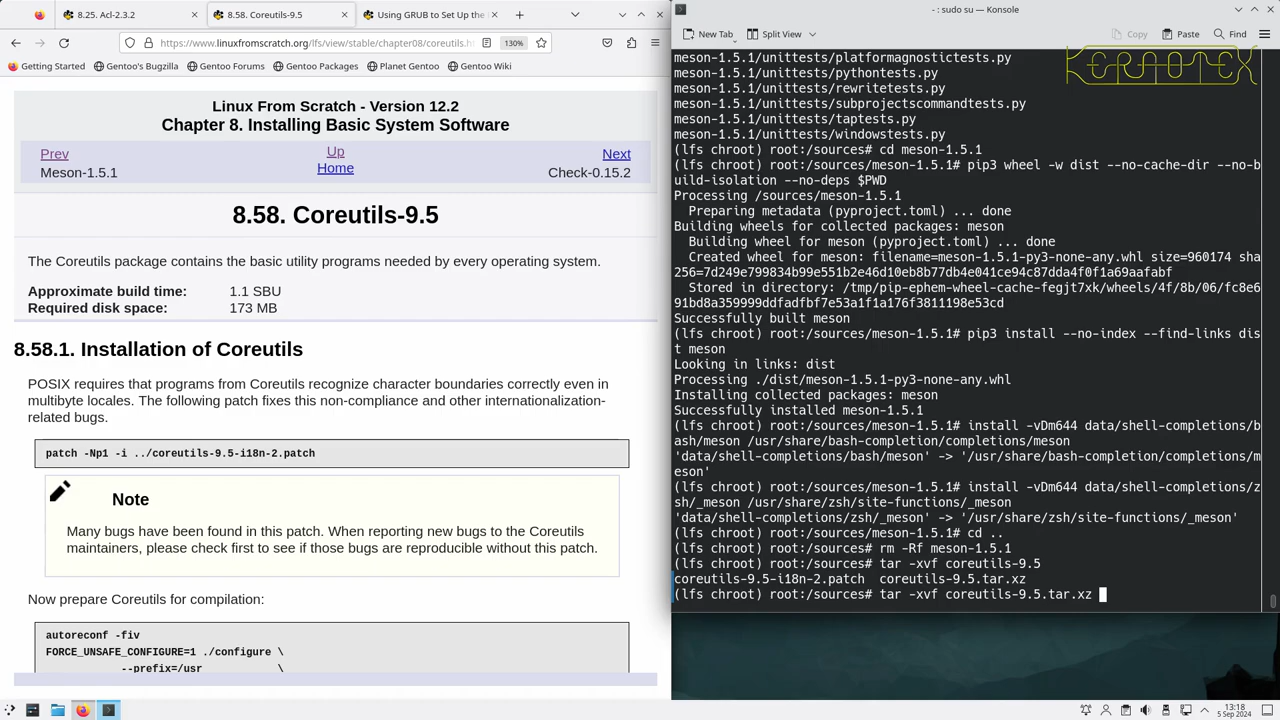 8.25. Acl-2.3.2
8.58. Coreutils-9.5
Using GRUB to Set Up the
https://www.linuxfromscratch.org/lfs/view/stable/chapter08/coreutils.h
130%
Getting Started
Gentoo's Bugzilla
Gentoo Forums
Gentoo Packages
Planet Gentoo
Gentoo Wiki
Linux From Scratch - Version 12.2
Chapter 8. Installing Basic System Software
Prev
Up
Next
Meson-1.5.1
Home
Check-0.15.2
8.58. Coreutils-9.5
The Coreutils package contains the basic utility programs needed by every operating system.
Approximate build time: 1.1 SBU
Required disk space: 173 MB
8.58.1. Installation of Coreutils
POSIX requires that programs from Coreutils recognize character boundaries correctly even in
multibyte locales. The following patch fixes this non-compliance and other internationalization-
related bugs.
patch -Np1 -i ../coreutils-9.5-i18n-2.patch
Note
Many bugs have been found in this patch. When reporting new bugs to the Coreutils
maintainers, please check first to see if those bugs are reproducible without this patch.
Now prepare Coreutils for compilation:
autoreconf -fiv
FORCE_UNSAFE_CONFIGURE=1 ./configure \
--prefix=/usr \
- : sudo su — Konsole
New Tab
Split View
Copy
Paste
Find
KERNOTEX
meson-1.5.1/unittests/platformagnostictests.py
meson-1.5.1/unittests/pythontests.py
meson-1.5.1/unittests/rewritetests.py
meson-1.5.1/unittests/subprojectscommandtests.py
meson-1.5.1/unittests/taptests.py
meson-1.5.1/unittests/windowstests.py
(lfs chroot) root:/sources# cd meson-1.5.1
(lfs chroot) root:/sources/meson-1.5.1# pip3 wheel -w dist --no-cache-dir --no-b
uild-isolation --no-deps $PWD
Processing /sources/meson-1.5.1
Preparing metadata (pyproject.toml) ... done
Building wheels for collected packages: meson
Building wheel for meson (pyproject.toml) ... done
Created wheel for meson: filename=meson-1.5.1-py3-none-any.whl size=960174 sha
256=7d249e799834b99e551b2e46d10eb8b77db4e041ce94c87dda4f0f1a69aafabf
Stored in directory: /tmp/pip-ephem-wheel-cache-fegjt7xk/wheels/4f/8b/06/fc8e6
91bd8a359999ddfadfbf7e53a1f1a176f3811198e53cd
Successfully built meson
(lfs chroot) root:/sources/meson-1.5.1# pip3 install --no-index --find-links dis
t meson
Looking in links: dist
Processing ./dist/meson-1.5.1-py3-none-any.whl
Installing collected packages: meson
Successfully installed meson-1.5.1
(lfs chroot) root:/sources/meson-1.5.1# install -vDm644 data/shell-completions/b
ash/meson /usr/share/bash-completion/completions/meson
'data/shell-completions/bash/meson' -> '/usr/share/bash-completion/completions/m
eson'
(lfs chroot) root:/sources/meson-1.5.1# install -vDm644 data/shell-completions/z
sh/_meson /usr/share/zsh/site-functions/_meson
'data/shell-completions/zsh/_meson' -> '/usr/share/zsh/site-functions/_meson'
(lfs chroot) root:/sources/meson-1.5.1# cd ..
(lfs chroot) root:/sources# rm -Rf meson-1.5.1
(lfs chroot) root:/sources# tar -xvf coreutils-9.5
coreutils-9.5-i18n-2.patch coreutils-9.5.tar.xz
(lfs chroot) root:/sources# tar -xvf coreutils-9.5.tar.xz
13:18
5 Sep 2024